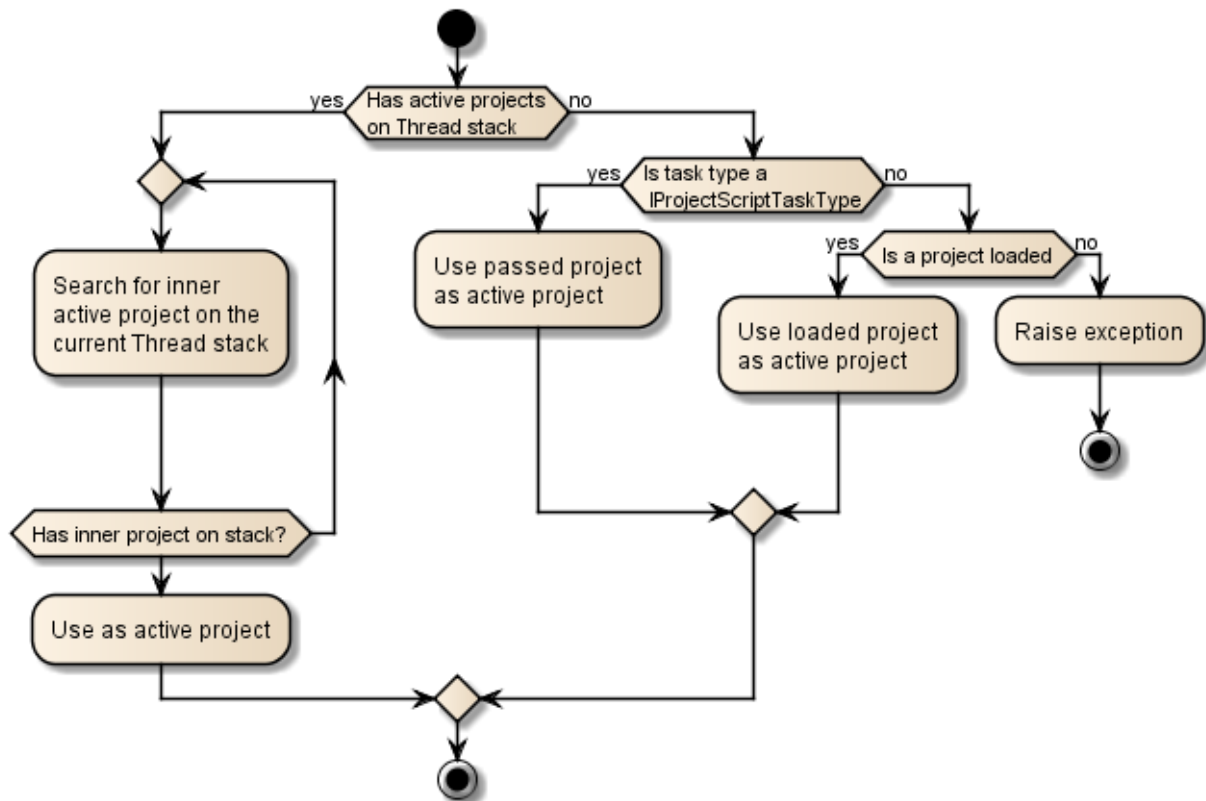 Has active projects
on Thread stack
yes
no
Is task type a
IProjectScriptTaskType
yes
no
Is a project loaded
yes
no
Search for inner
active project on the
current Thread stack
Use passed project
as active project
Use loaded project
as active project
Raise exception
Has inner project on stack?
Use as active project